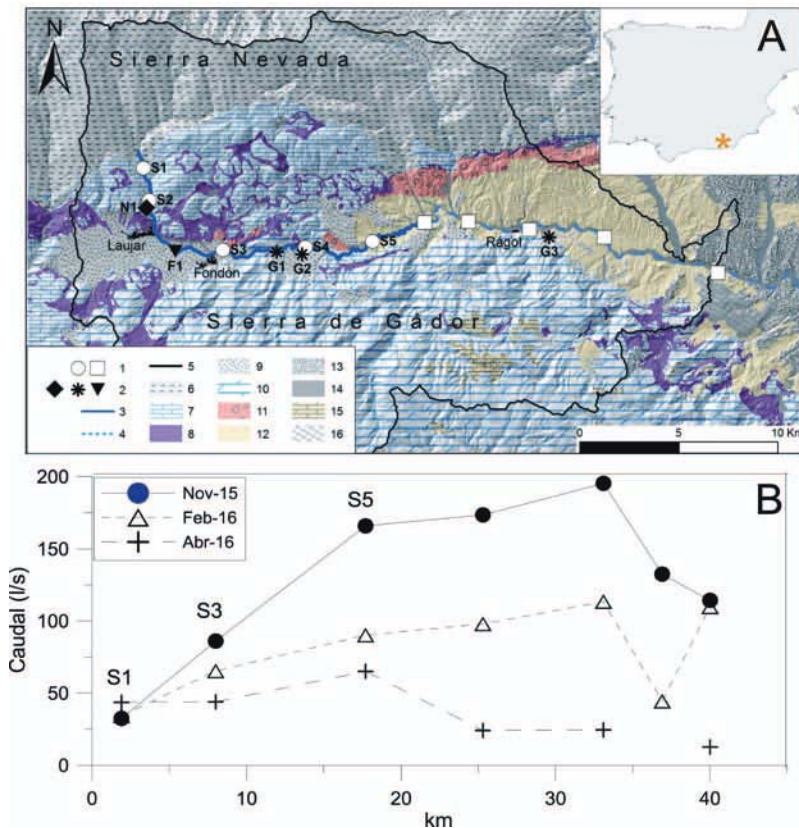 N
A
Sierra Nevada
S1
S2
N1
Laujar
F1
S3
Fondón
G1
S4
G2
S5
Rágol
G3
Sierra de Gádor
1
2
3
4
5
6
7
8
9
10
11
12
13
14
15
16
0 5 10 Km
B
Nov-15
Feb-16
Abr-16
S1
S3
S5
Caudal (l/s)
200
150
100
50
0
0 10 20 30 40
km